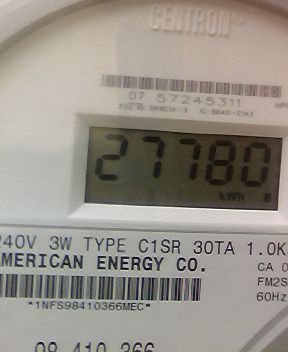 CENTRON
07 57245311
27780
kWh
240V 3W TYPE C1SR 30TA 1.0K
AMERICAN ENERGY CO.
CA 0
FM2S
60Hz
*1NFS98410366MEC*
98 410 366